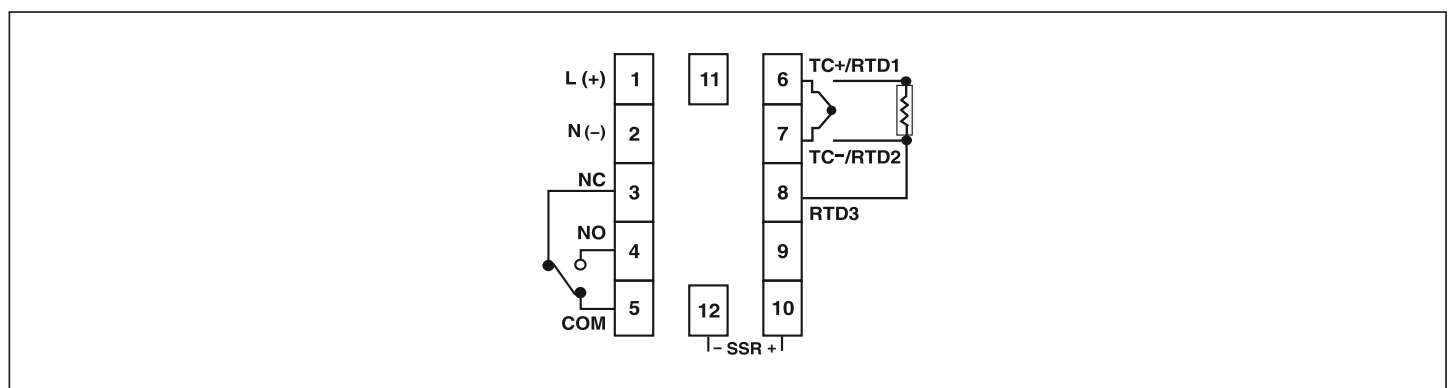 L (+) 1 11 6 TC+/RTD1
N (−) 2 7
TC−/RTD2
NC 3 8
RTD3
NO 4 9
COM 5 12 10
− SSR +